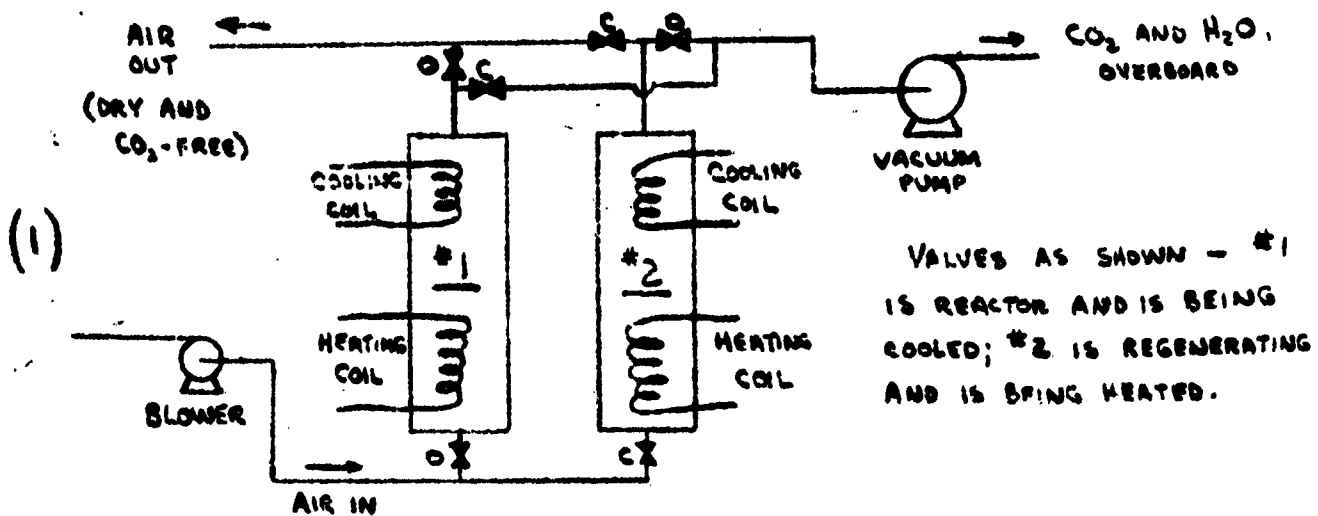 AIR
OUT
(DRY AND
CO₂-FREE)
C
O
O
C
CO₂ AND H₂O,
OVERBOARD
VACUUM
PUMP
COOLING
COIL
COOLING
COIL
(1)
#1
#2
HEATING
COIL
HEATING
COIL
VALVES AS SHOWN – #1
IS REACTOR AND IS BEING
COOLED; #2 IS REGENERATING
AND IS BEING HEATED.
BLOWER
O
C
AIR IN